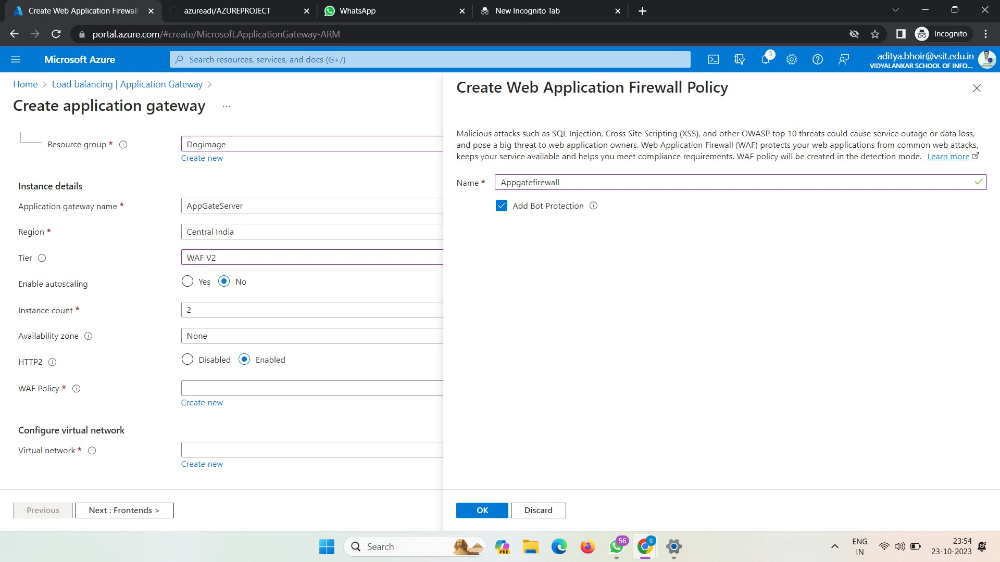 Create Web Application Firewall
azureadi/AZUREPROJECT
WhatsApp
New Incognito Tab
portal.azure.com/#create/Microsoft.ApplicationGateway-ARM
Incognito
Microsoft Azure
Search resources, services, and docs (G+/)
3
aditya.bhoir@vsit.edu.in
VIDYALANKAR SCHOOL OF INFO...
Home > Load balancing | Application Gateway >
Create application gateway ...
Resource group *
Dogimage
Create new
Instance details
Application gateway name *
AppGateServer
Region *
Central India
Tier
WAF V2
Enable autoscaling
Yes No
Instance count *
2
Availability zone
None
HTTP2
Disabled Enabled
WAF Policy *
Create new
Configure virtual network
Virtual network *
Create new
Previous
Next : Frontends >
Create Web Application Firewall Policy
Malicious attacks such as SQL Injection, Cross Site Scripting (XSS), and other OWASP top 10 threats could cause service outage or data loss,
and pose a big threat to web application owners. Web Application Firewall (WAF) protects your web applications from common web attacks,
keeps your service available and helps you meet compliance requirements. WAF policy will be created in the detection mode. Learn more
Name *
Appgatefirewall
Add Bot Protection
OK
Discard
Search
PRE
56
S
ENG
IN
23:54
23-10-2023